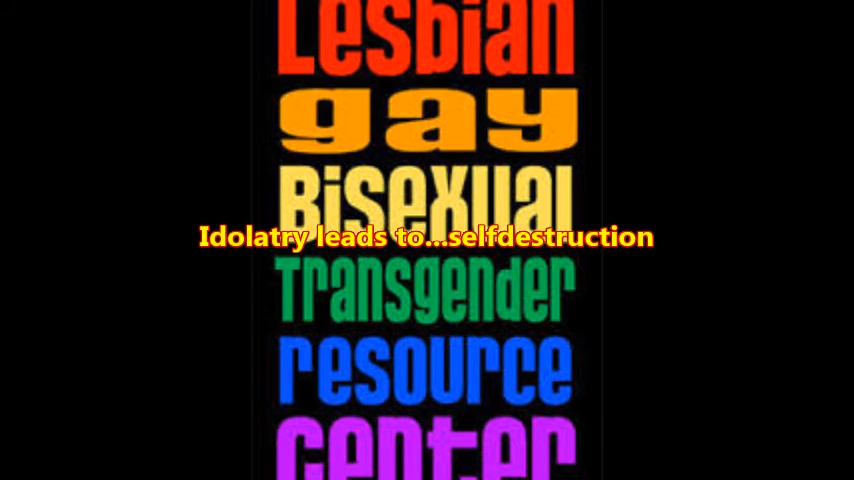 Lesbian
gay
Bisexual
Idolatry leads to...selfdestruction
Transgender
resource
center